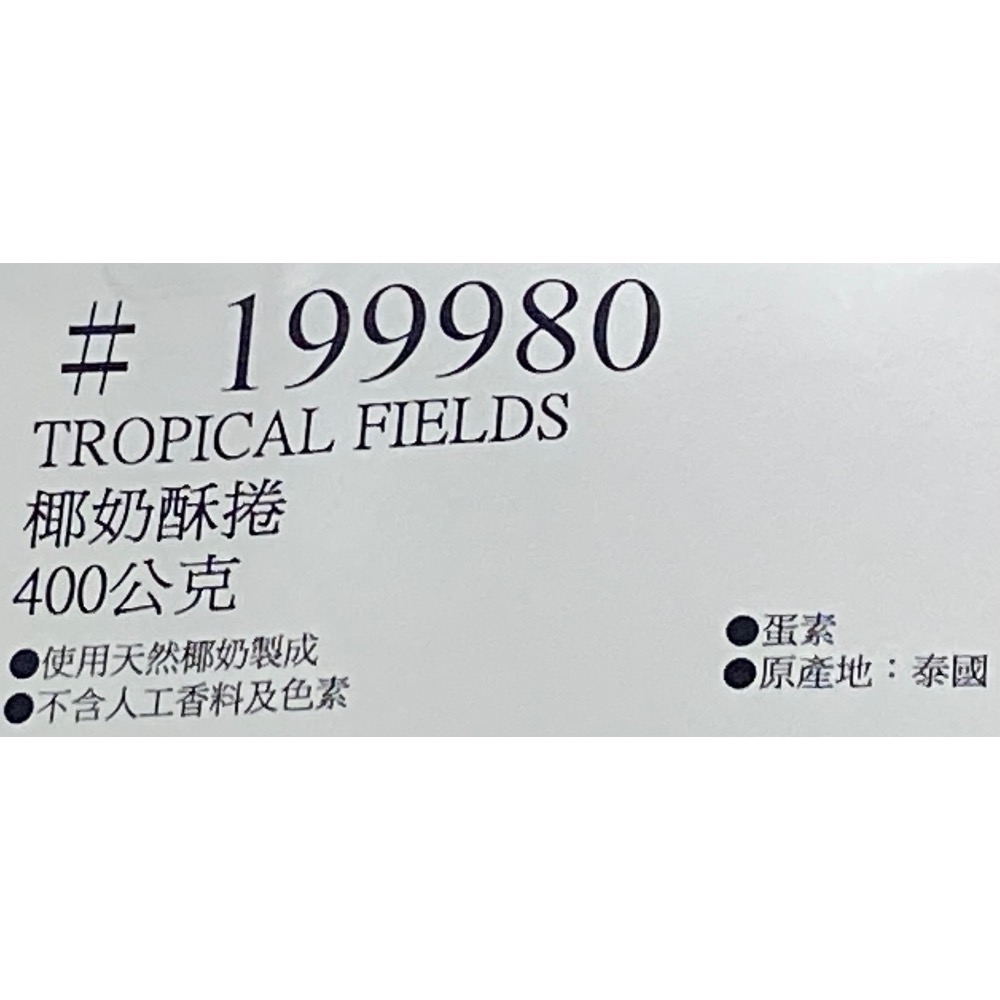 # 199980
TROPICAL FIELDS
椰奶酥捲
400公克
●使用天然椰奶製成
●不含人工香料及色素
●蛋素
●原產地：泰國